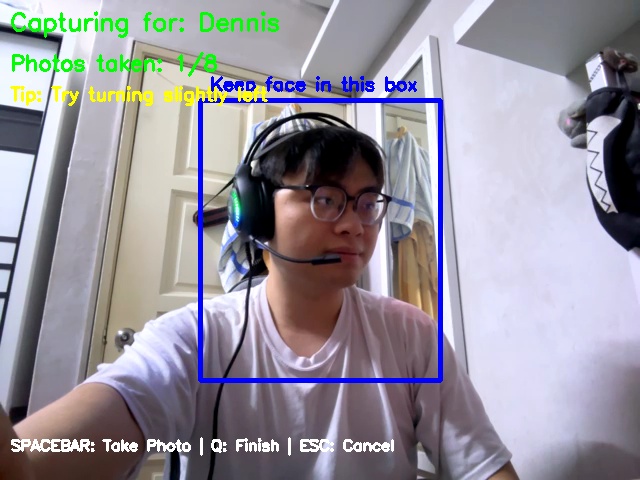 Capturing for: Dennis
Photos taken: 1/8
Keep face in this box
Tip: Try turning slightly left
SPACEBAR: Take Photo | Q: Finish | ESC: Cancel